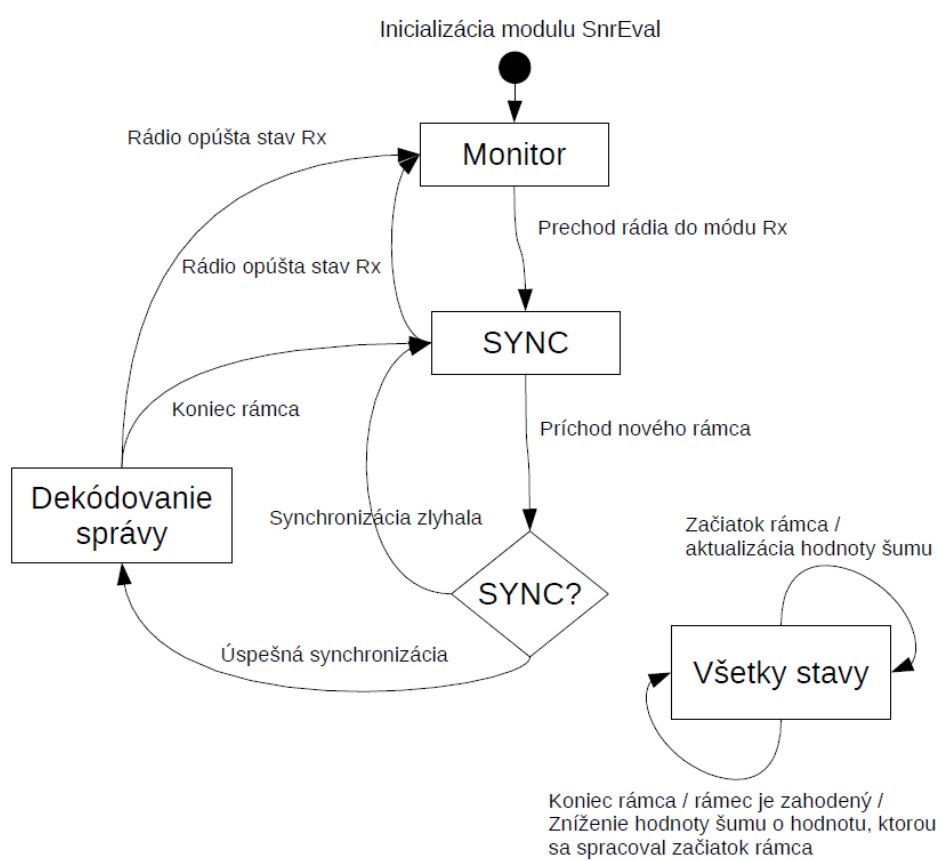 Inicializácia modulu SnrEval
Rádio opúšta stav Rx
Monitor
Prechod rádia do módu Rx
Rádio opúšta stav Rx
SYNC
Koniec rámca
Príchod nového rámca
Dekódovanie
správy
Synchronizácia zlyhala
Začiatok rámca /
aktualizácia hodnoty šumu
SYNC?
Úspešná synchronizácia
Všetky stavy
Koniec rámca / rámec je zahodený /
Zníženie hodnoty šumu o hodnotu, ktorou
sa spracoval začiatok rámca